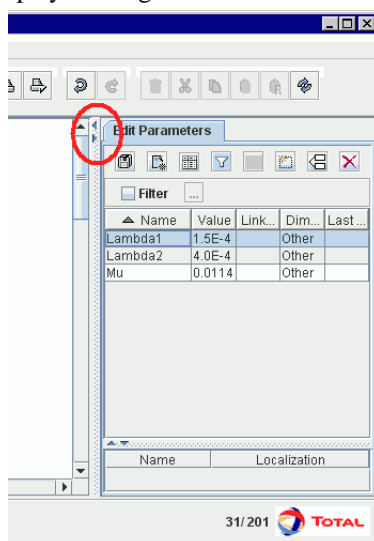 Edit Parameters
Filter ...
Name Value Link... Dim... Last ...
Lambda1 1.5E-4 Other
Lambda2 4.0E-4 Other
Mu 0.0114 Other
Name Localization
31/201 TOTAL